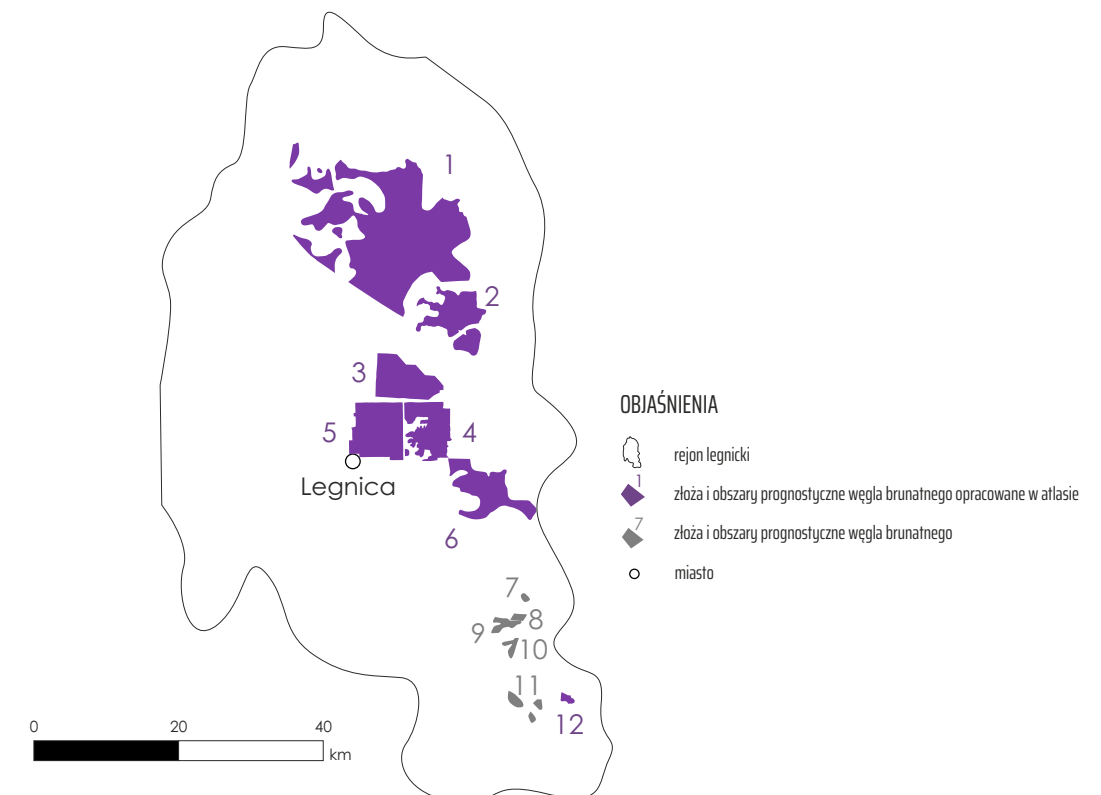 1
2
3
5
4
Legnica
6
7
8
9
10
11
12
0 20 40
km
OBJAŚNIENIA
rejon legnicki
1
złoża i obszary prognostyczne węgla brunatnego opracowane w atlasie
7
złoża i obszary prognostyczne węgla brunatnego
miasto